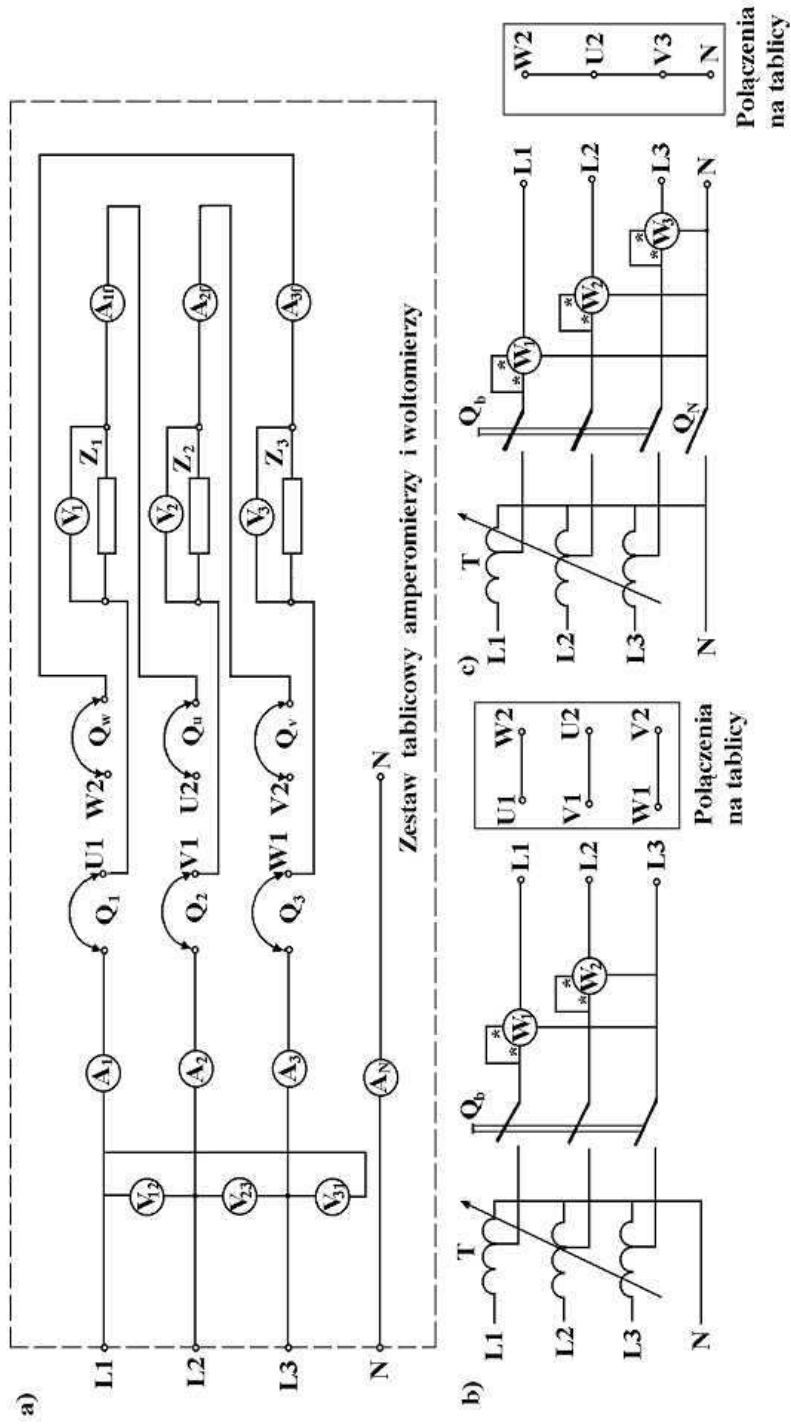 a)
L1
L2
L3
N
V12
V23
V31
A1
A2
A3
AN
Q1
Q2
Q3
U1
V1
W1
W2
U2
V2
Qw
Qu
Qv
N
V1
V2
V3
Z1
Z2
Z3
A1f
A2f
A3f
Zestaw tablicowy amperomierzy i woltomierzy
b)
L1
L2
L3
N
T
Qb
* *
W1
* *
W2
L1
L2
L3
U1 W2
V1 U2
W1 V2
Połączenia
na tablicy
c)
L1
L2
L3
N
T
Qb
QN
* *
W1
* *
W2
* *
W3
L1
L2
L3
N
W2
U2
V3
N
Połączenia
na tablicy